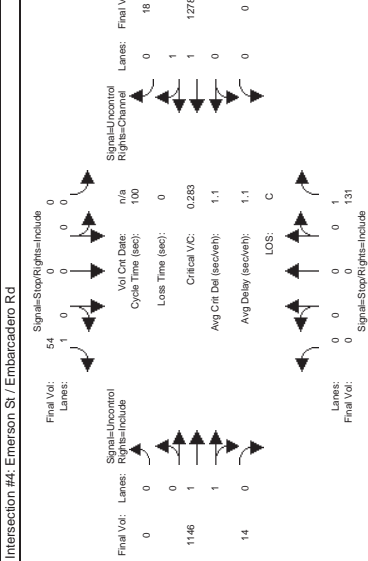 Intersection #4: Emerson St / Embarcadero Rd
Signal=Stop/Rights=Include
Final Vol: 54 0 0
Lanes: 1 0 0 0 0
Signal=Uncontrol
Rights=Include
Final Vol: Lanes:
0 0
0
1146 1
1
14 0
Vol Cnt Date: n/a
Cycle Time (sec): 100
Loss Time (sec): 0
Critical V/C: 0.283
Avg Crit Del (sec/veh): 1.1
Avg Delay (sec/veh): 1.1
LOS: C
Signal=Uncontrol
Rights=Channel
Lanes: Final
0 18
1
1 1278
0
0 0
Lanes: 0 0 0 0 1
Final Vol: 0 0 131
Signal=Stop/Rights=Include